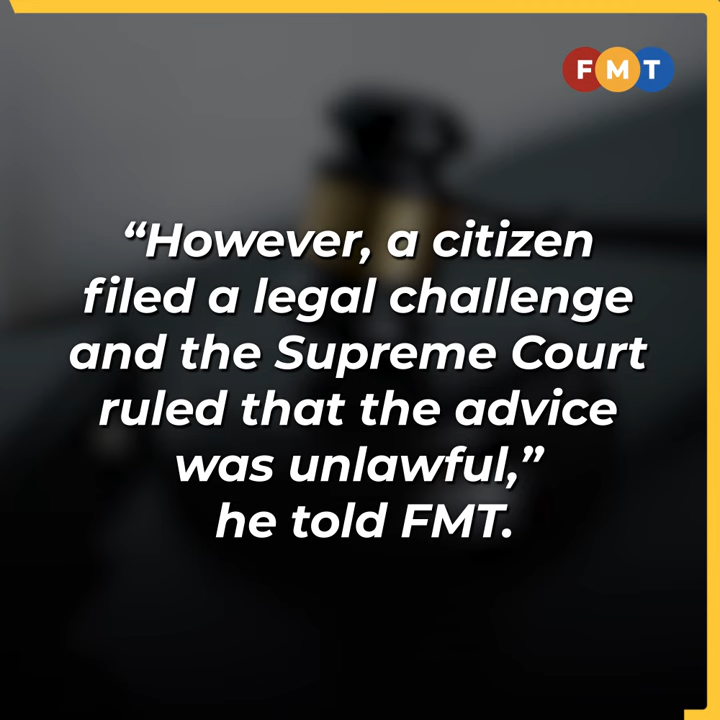 FMT
“However, a citizen
filed a legal challenge
and the Supreme Court
ruled that the advice
was unlawful,”
he told FMT.